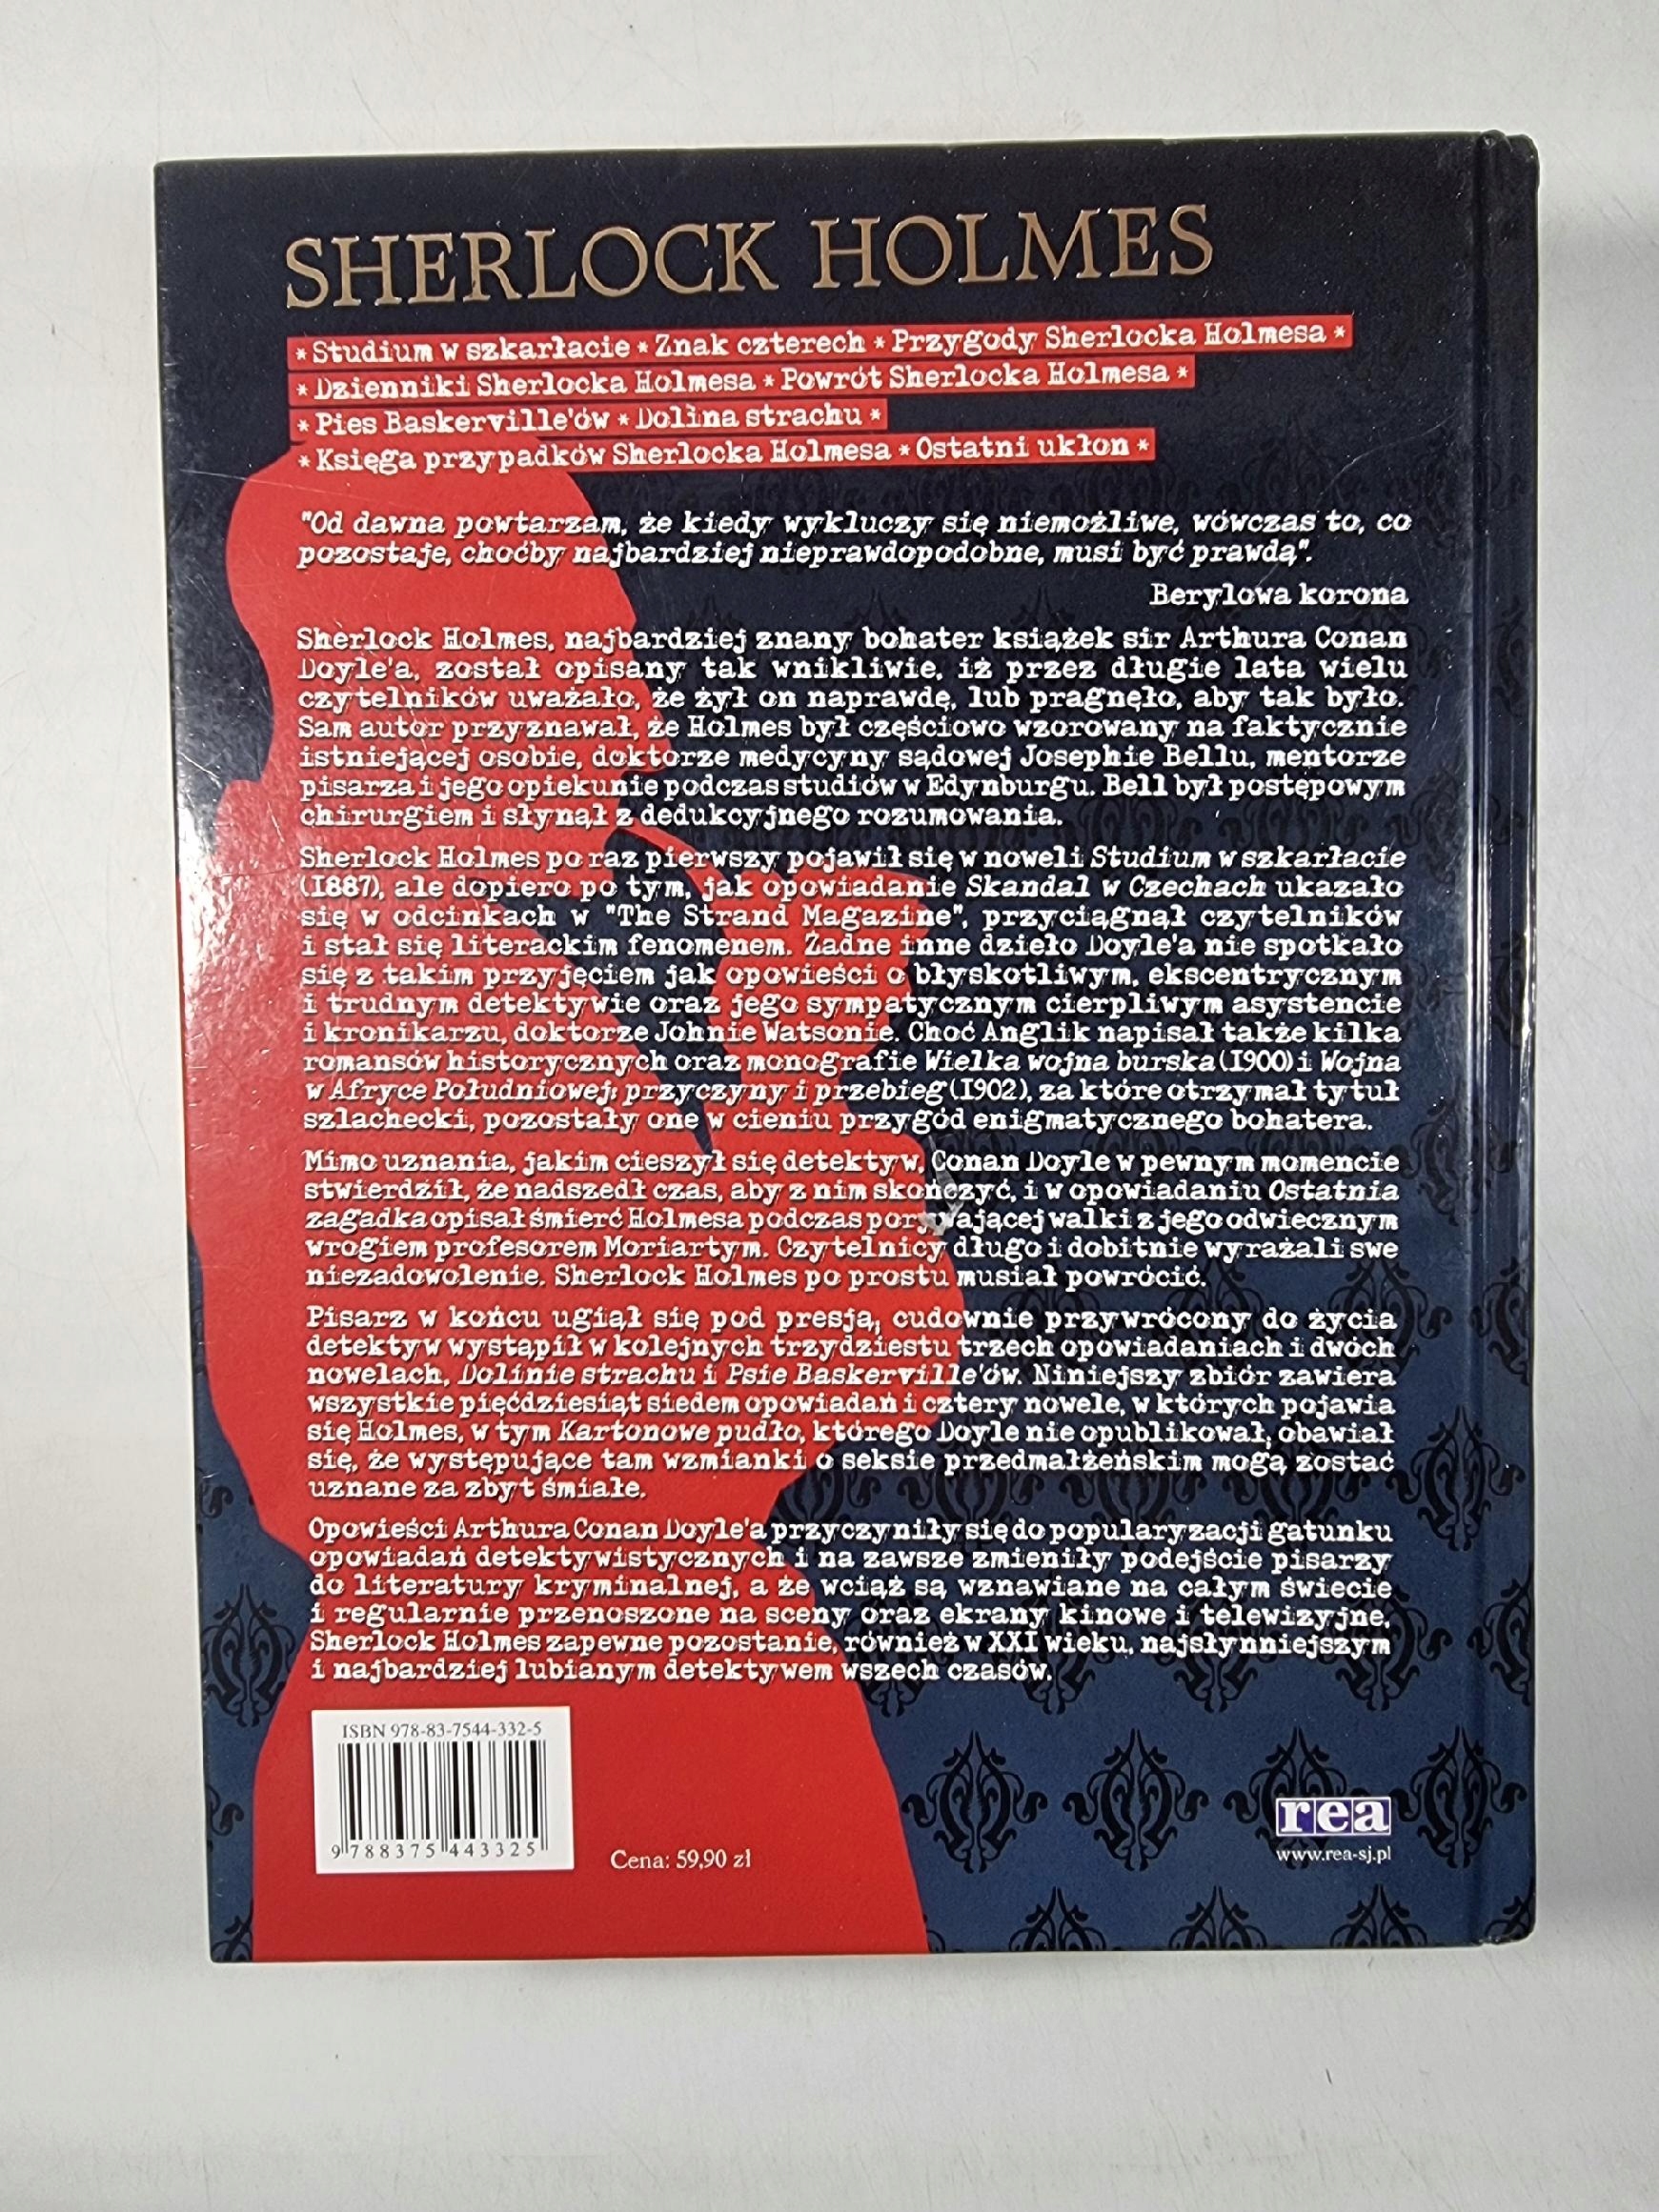 SHERLOCK HOLMES
* Studium w szkarłacie * Znak czterech * Przygody Sherlocka Holmesa *
* Dzienniki Sherlocka Holmesa * Powrót Sherlocka Holmesa *
* Pies Baskerville'ów * Dolina strachu *
* Księga przypadków Sherlocka Holmesa * Ostatni ukłon *
"Od dawna powtarzam, że kiedy wykluczy się niemożliwe, wówczas to, co
pozostaje, choćby najbardziej nieprawdopodobne, musi być prawdą".
Berylowa korona
Sherlock Holmes, najbardziej znany bohater książek sir Arthura Conan
Doyle'a, został opisany tak wnikliwie, iż przez długie lata wielu
czytelników uważało, że żył on naprawdę, lub pragnęło, aby tak było.
Sam autor przyznawał, że Holmes był częściowo wzorowany na faktycznie
istniejącej osobie, doktorze medycyny sądowej Josephie Bellu, mentorze
pisarza i jego opiekunie podczas studiów w Edynburgu. Bell był postępowym
chirurgiem i słynął z dedukcyjnego rozumowania.
Sherlock Holmes po raz pierwszy pojawił się w noweli Studium w szkarłacie
(1887), ale dopiero po tym, jak opowiadanie Skandal w Czechach ukazało
się w odcinkach w "The Strand Magazine", przyciągnął czytelników
i stał się literackim fenomenem. Żadne inne dzieło Doyle'a nie spotkało
się z takim przyjęciem jak opowieści o błyskotliwym, ekscentrycznym
i trudnym detektywie oraz jego sympatycznym cierpliwym asystencie
i kronikarzu, doktorze Johnie Watsonie. Choć Anglik napisał także kilka
romansów historycznych oraz monografie Wielka wojna burska (1900) i Wojna
w Afryce Południowej: przyczyny i przebieg (1902), za które otrzymał tytuł
szlachecki, pozostały one w cieniu przygód enigmatycznego bohatera.
Mimo uznania, jakim cieszył się detektyw, Conan Doyle w pewnym momencie
stwierdził, że nadszedł czas, aby z nim skończyć, i w opowiadaniu Ostatnia
zagadka opisał śmierć Holmesa podczas porywającej walki z jego odwiecznym
wrogiem profesorem Moriartym. Czytelnicy długo i dobitnie wyrażali swe
niezadowolenie. Sherlock Holmes po prostu musiał powrócić.
Pisarz w końcu ugiął się pod presją, cudownie przywrócony do życia
detektyw wystąpił w kolejnych trzydziestu trzech opowiadaniach i dwóch
nowelach, Dolinie strachu i Psie Baskerville'ów. Niniejszy zbiór zawiera
wszystkie pięćdziesiąt siedem opowiadań i cztery nowele, w których pojawia
się Holmes, w tym Kartonowe pudło, którego Doyle nie opublikował, obawiał
się, że występujące tam wzmianki o seksie przedmałżeńskim mogą zostać
uznane za zbyt śmiałe.
Opowieści Arthura Conan Doyle'a przyczyniły się do popularyzacji gatunku
opowiadań detektywistycznych i na zawsze zmieniły podejście pisarzy
do literatury kryminalnej, a że wciąż są wznawiane na całym świecie
i regularnie przenoszone na sceny oraz ekrany kinowe i telewizyjne,
Sherlock Holmes zapewne pozostanie, również w XXI wieku, najsłynniejszym
i najbardziej lubianym detektywem wszech czasów.
ISBN 978-83-7544-332-5
9 788375 443325
Cena: 59,90 zł
rea
www.rea-sj.pl